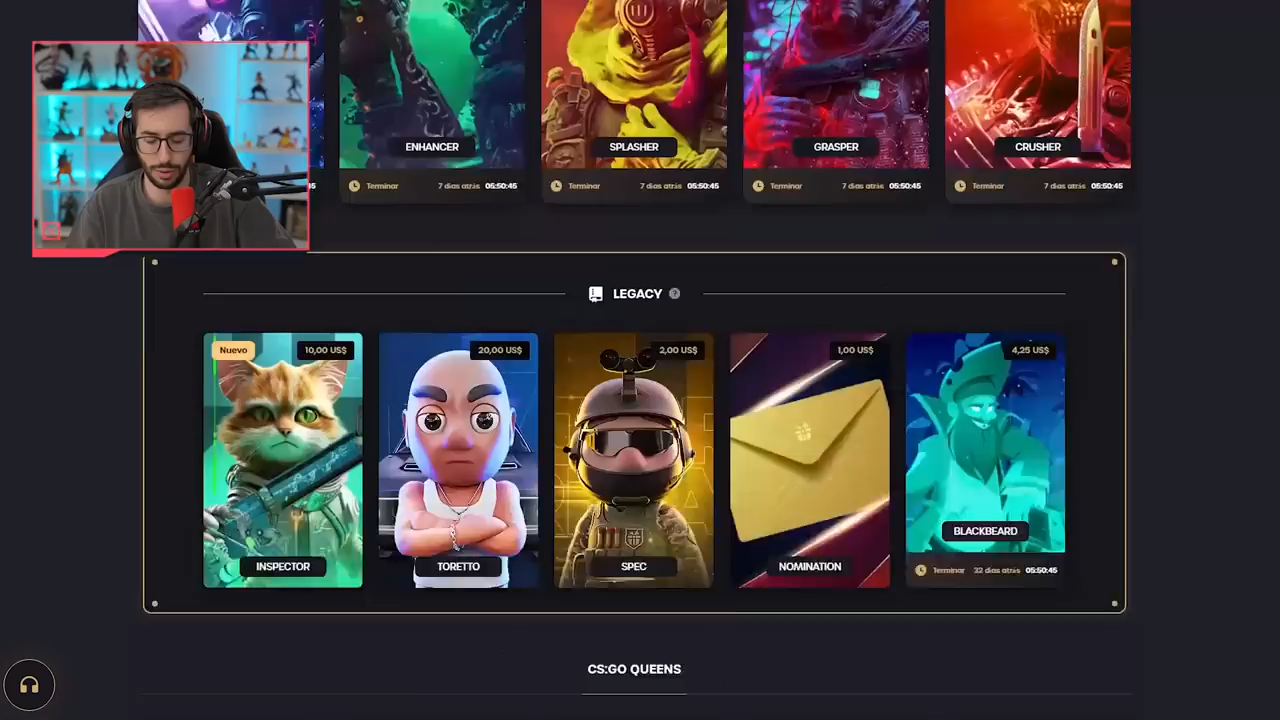 ENHANCER
SPLASHER
GRASPER
CRUSHER
Terminar 7 días atrás 05:50:45
Terminar 7 días atrás 05:50:45
Terminar 7 días atrás 05:50:45
Terminar 7 días atrás 05:50:45
LEGACY ?
Nuevo 10,00 US$
20,00 US$
2,00 US$
1,00 US$
4,25 US$
INSPECTOR
TORETTO
SPEC
NOMINATION
BLACKBEARD
Terminar 32 días atrás 05:50:45
CS:GO QUEENS